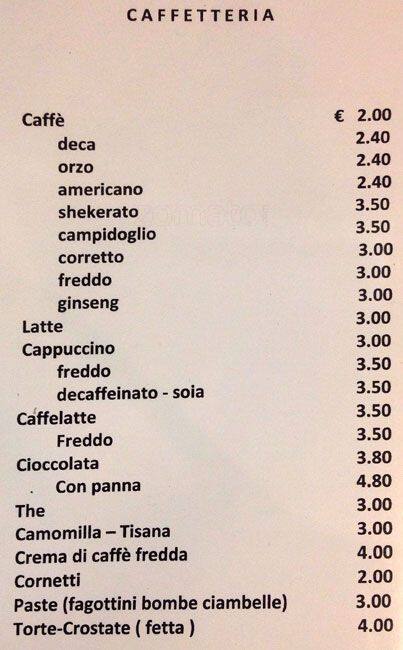 CAFFETTERIA
Caffè € 2.00
deca 2.40
orzo 2.40
americano 2.40
shekerato 3.50
campidoglio 3.50
corretto 3.00
freddo 3.00
ginseng 3.00
Latte 3.00
Cappuccino 3.00
freddo 3.50
decaffeinato - soia 3.50
Caffelatte 3.50
Freddo 3.50
Cioccolata 3.80
Con panna 4.80
The 3.00
Camomilla – Tisana 3.00
Crema di caffè fredda 4.00
Cornetti 2.00
Paste (fagottini bombe ciambelle) 3.00
Torte-Crostate ( fetta ) 4.00